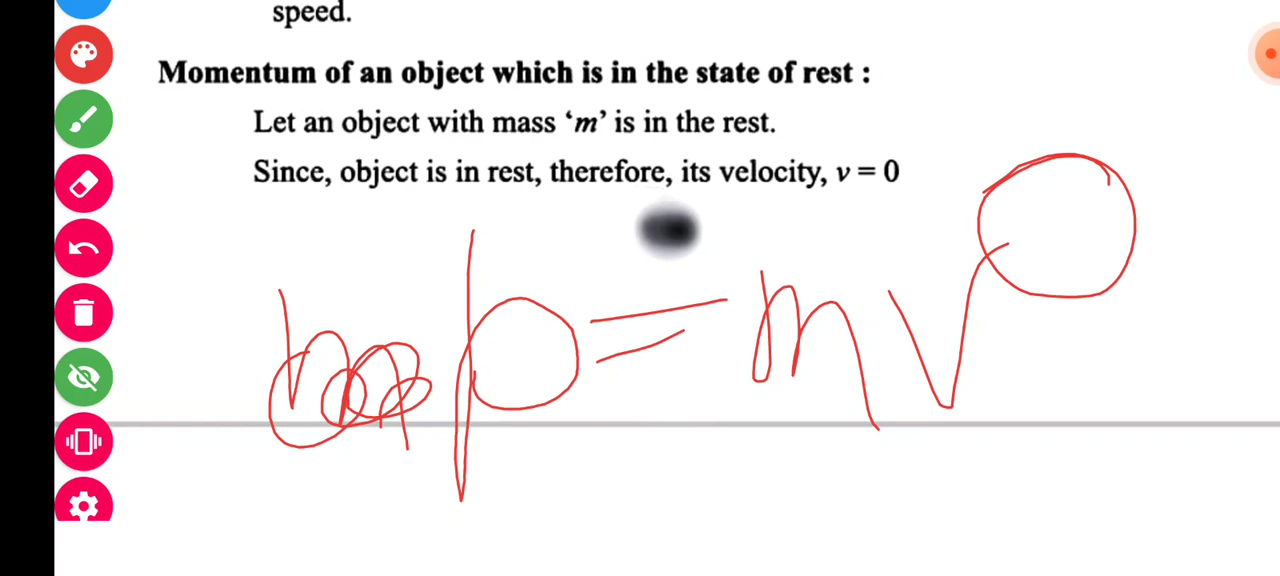 speed.
Momentum of an object which is in the state of rest :
Let an object with mass ‘m’ is in the rest.
Since, object is in rest, therefore, its velocity, v = 0
p = mv